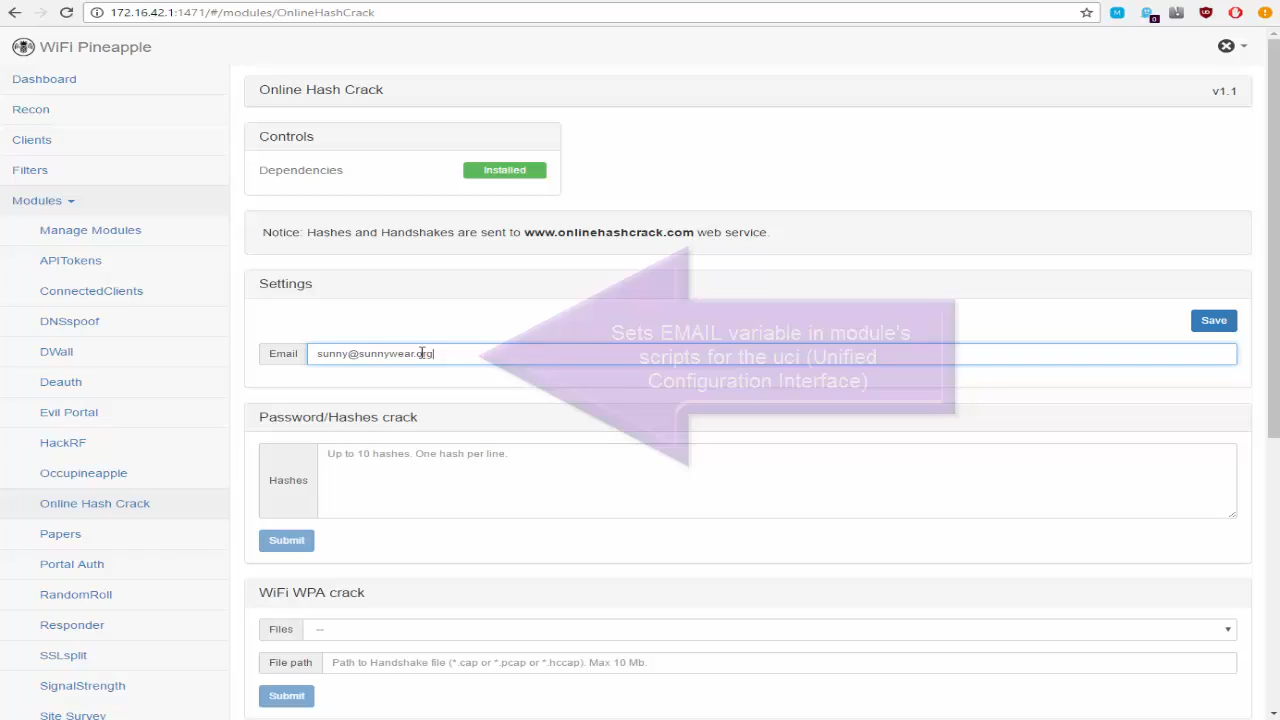 172.16.42.1:1471/#/modules/OnlineHashCrack
M
0
UD
WiFi Pineapple
Dashboard
Recon
Clients
Filters
Modules
Manage Modules
APITokens
ConnectedClients
DNSspoof
DWall
Deauth
Evil Portal
HackRF
Occupineapple
Online Hash Crack
Papers
Portal Auth
RandomRoll
Responder
SSLsplit
SignalStrength
Site Survey
Online Hash Crack v1.1
Controls
Dependencies Installed
Notice: Hashes and Handshakes are sent to www.onlinehashcrack.com web service.
Settings
Save
Email sunny@sunnywear.org
Sets EMAIL variable in module's
scripts for the uci (Unified
Configuration Interface)
Password/Hashes crack
Hashes Up to 10 hashes. One hash per line.
Submit
WiFi WPA crack
Files --
File path Path to Handshake file (*.cap or *.pcap or *.hccap). Max 10 Mb.
Submit